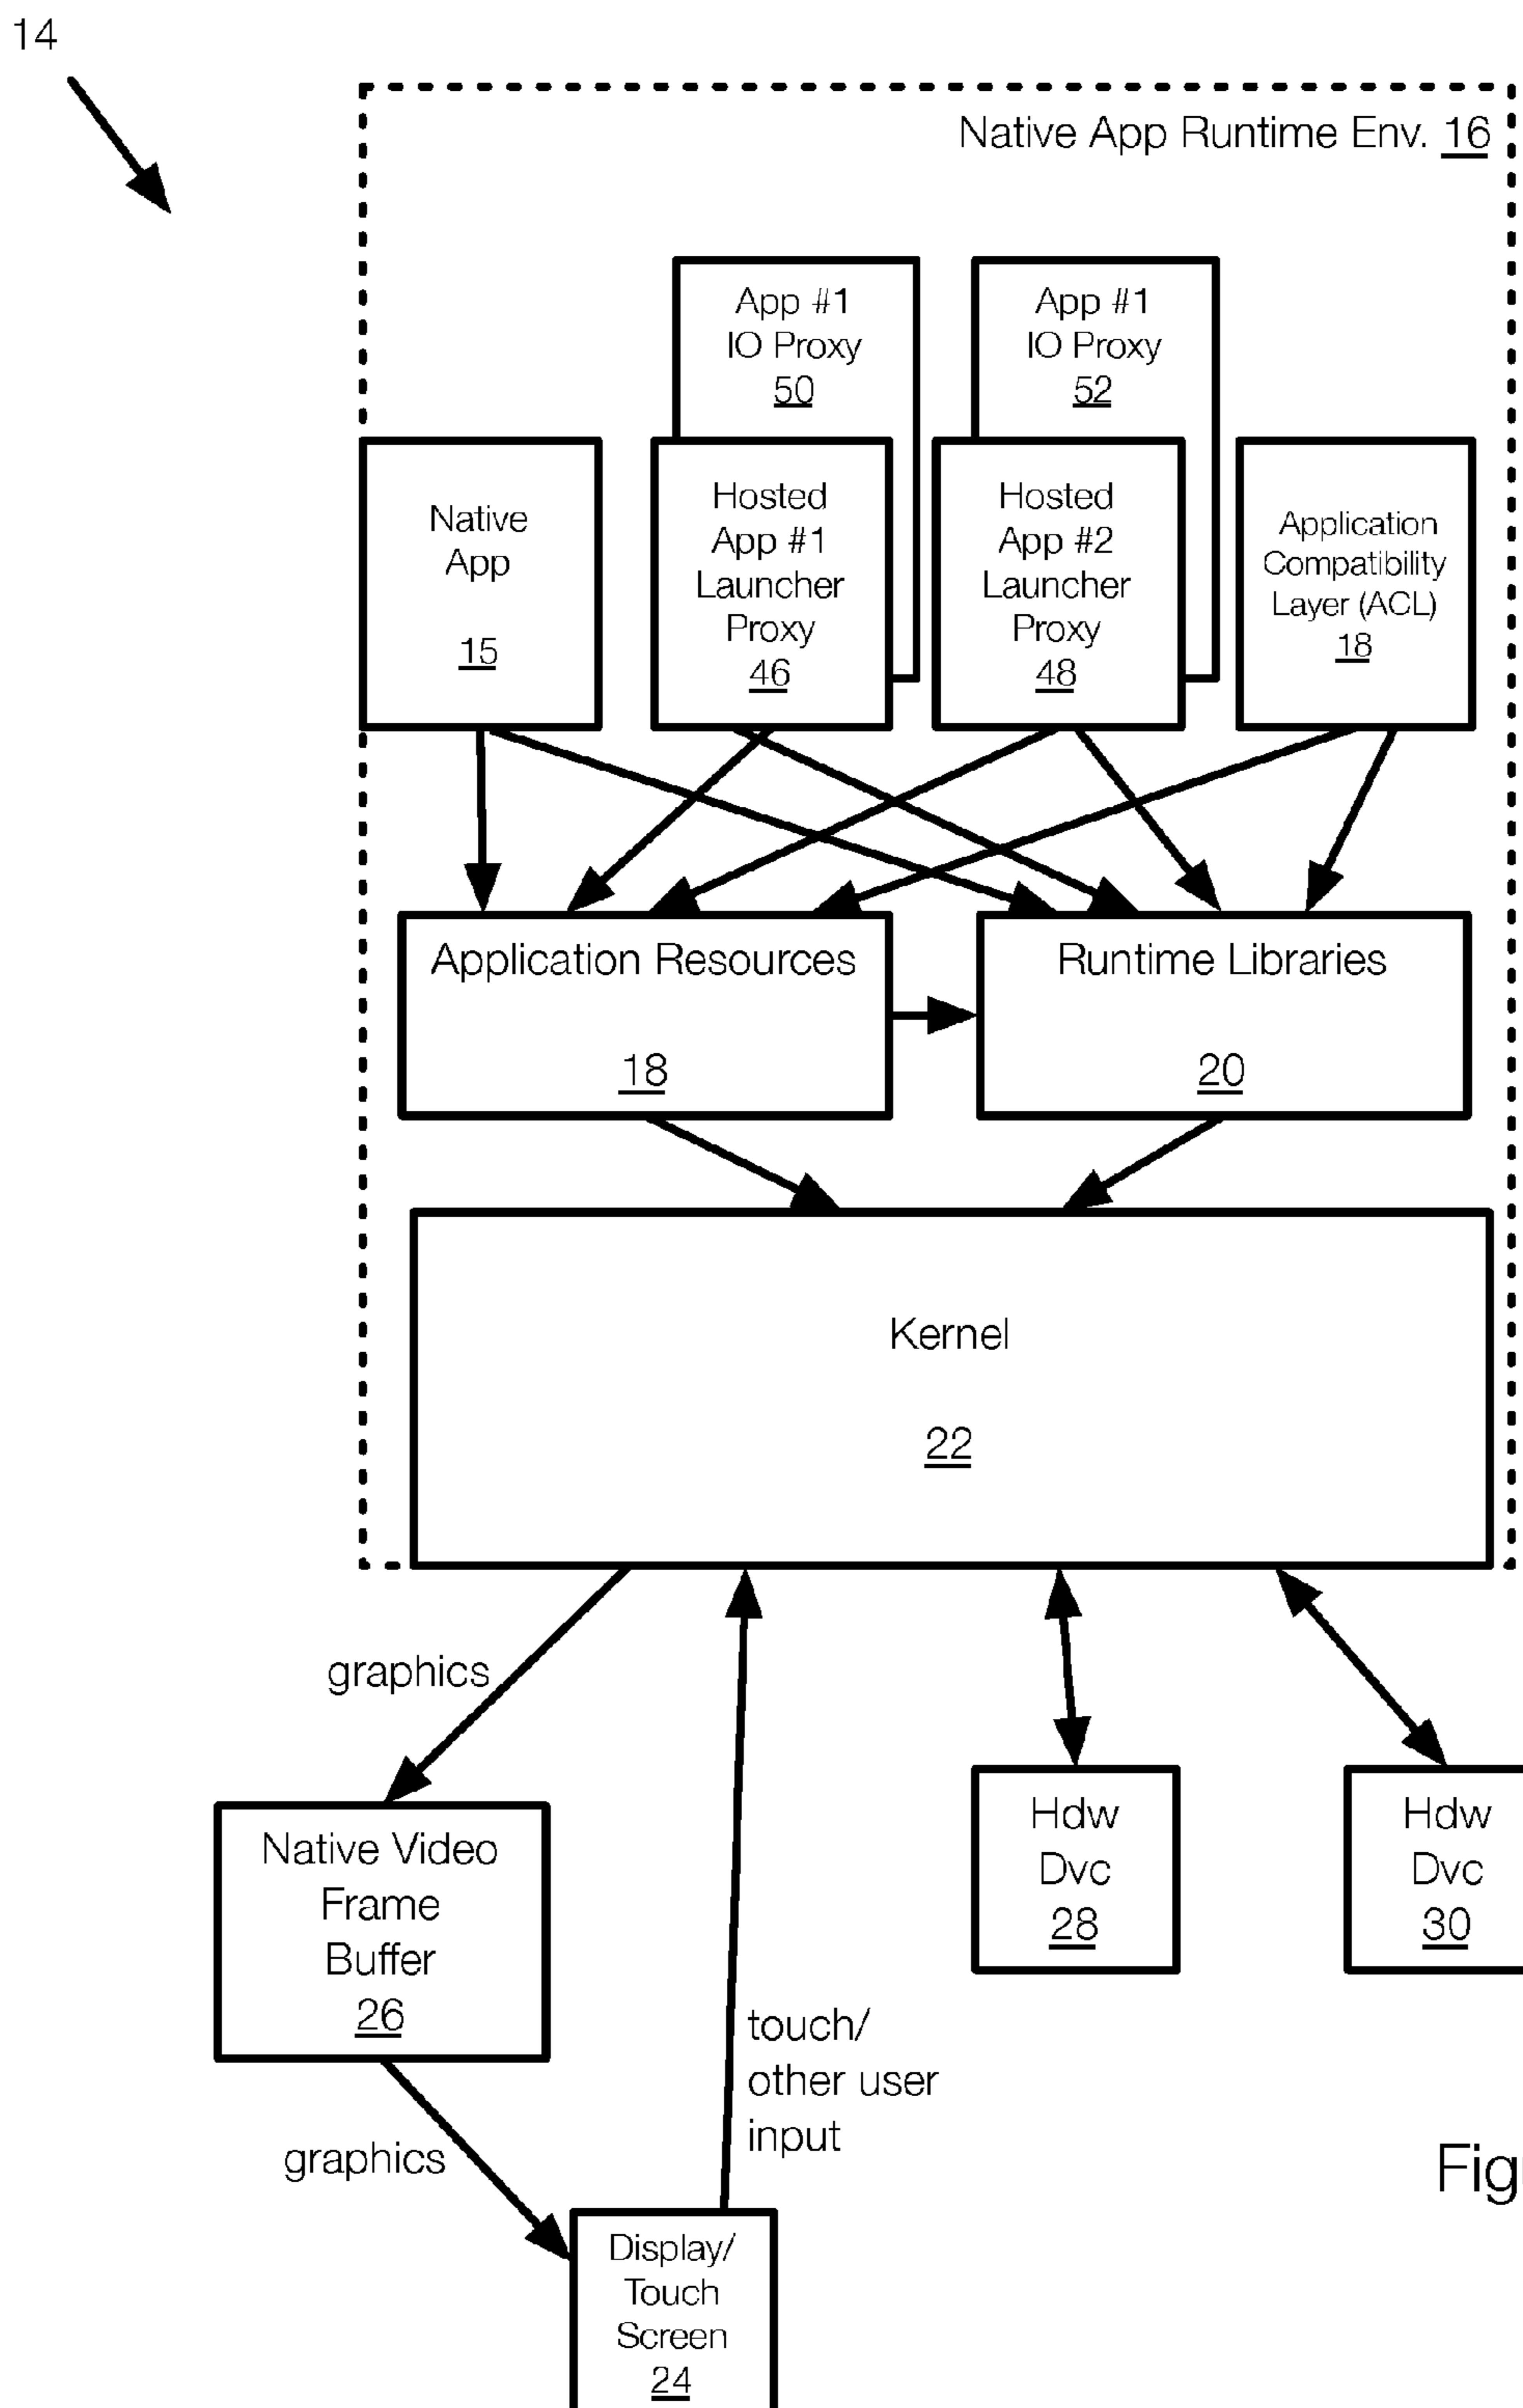 14
Native App Runtime Env. 16
App #1
IO Proxy
50
App #1
IO Proxy
52
Native
App
15
Hosted
App #1
Launcher
Proxy
46
Hosted
App #2
Launcher
Proxy
48
Application
Compatibility
Layer (ACL)
18
Application Resources
18
Runtime Libraries
20
Kernel
22
graphics
Native Video
Frame
Buffer
26
Hdw
Dvc
28
Hdw
Dvc
30
touch/
other user
input
graphics
Display/
Touch
Screen
24